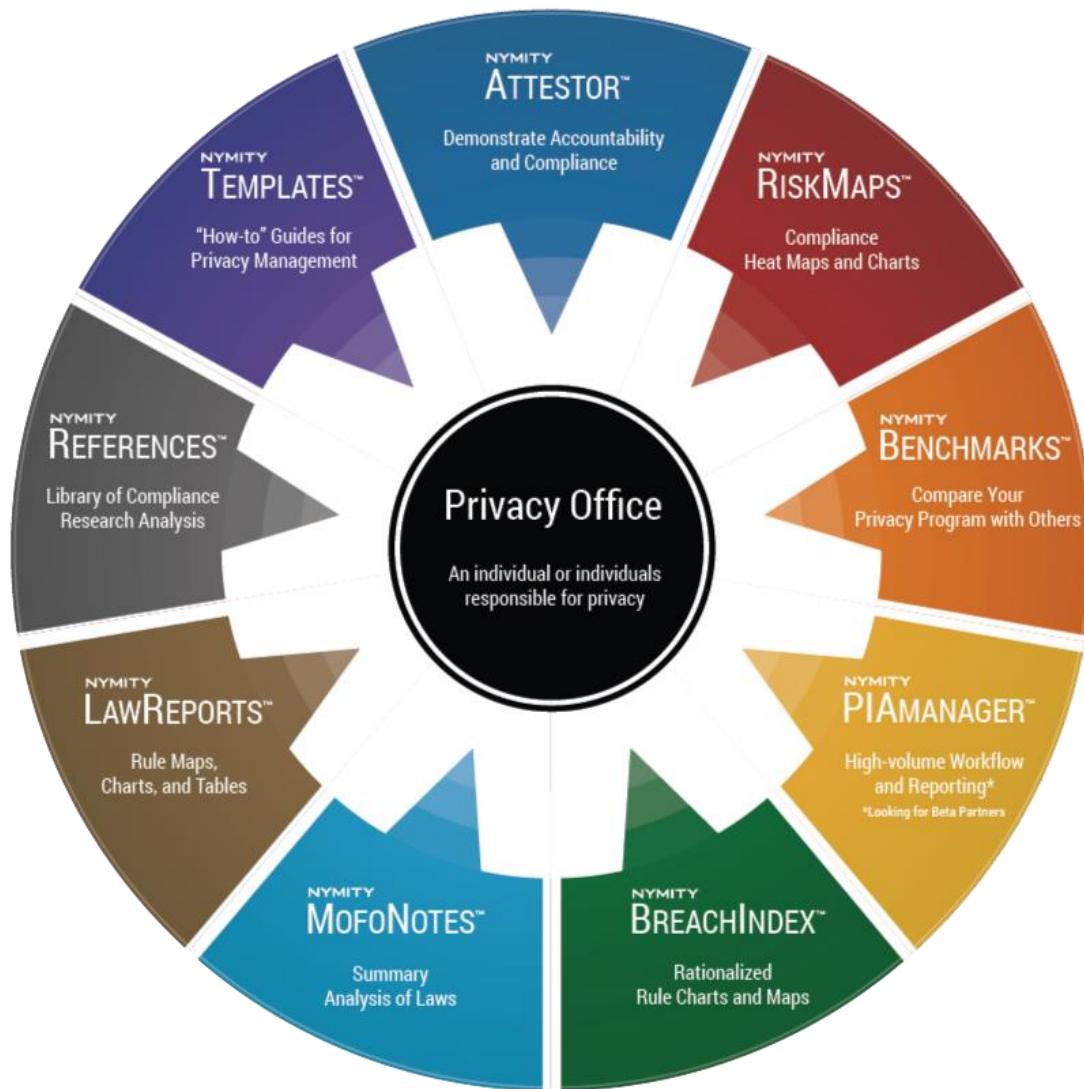 NYMITY
ATTESTOR™
Demonstrate Accountability
and Compliance
NYMITY
RISKMAPS™
Compliance
Heat Maps and Charts
NYMITY
BENCHMARKS™
Compare Your
Privacy Program with Others
NYMITY
PIAMANAGER™
High-volume Workflow
and Reporting*
*Looking for Beta Partners
NYMITY
BREACHINDEX™
Rationalized
Rule Charts and Maps
NYMITY
MOFONOTES™
Summary
Analysis of Laws
NYMITY
LAWREPORTS™
Rule Maps,
Charts, and Tables
NYMITY
REFERENCES™
Library of Compliance
Research Analysis
NYMITY
TEMPLATES™
“How-to” Guides for
Privacy Management
Privacy Office
An individual or individuals
responsible for privacy